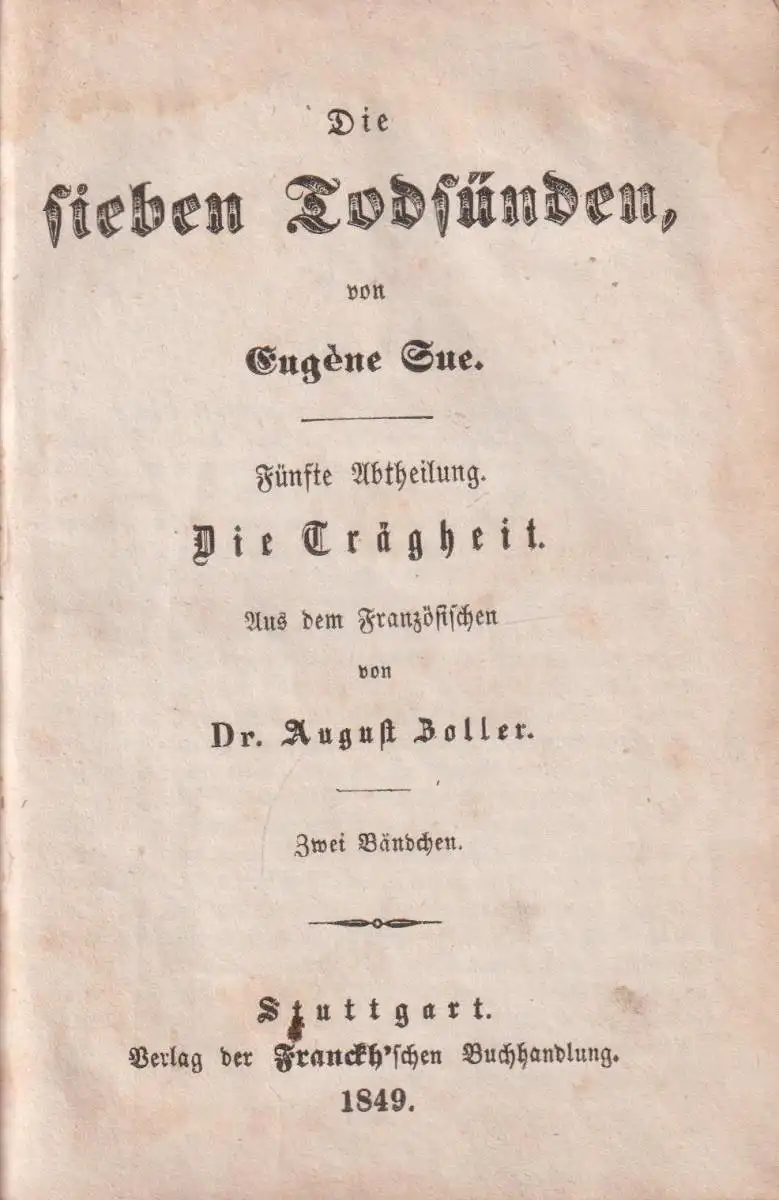 Die
sieben Todsünden,
von
Eugène Sue.
Fünfte Abtheilung.
Die Trägheit.
Aus dem Französischen
von
Dr. August Zoller.
Zwei Bändchen.
Stuttgart.
Verlag der Franckh'schen Buchhandlung.
1849.